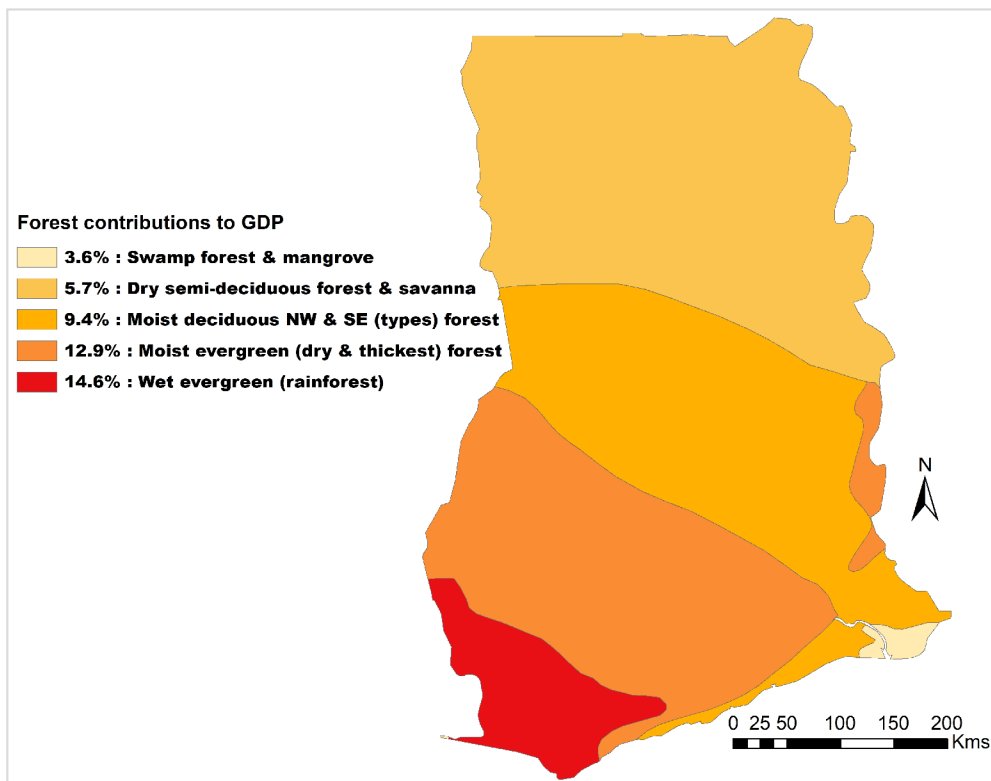 Forest contributions to GDP
3.6% : Swamp forest & mangrove
5.7% : Dry semi-deciduous forest & savanna
9.4% : Moist deciduous NW & SE (types) forest
12.9% : Moist evergreen (dry & thickest) forest
14.6% : Wet evergreen (rainforest)
N
0 25 50 100 150 200
Kms